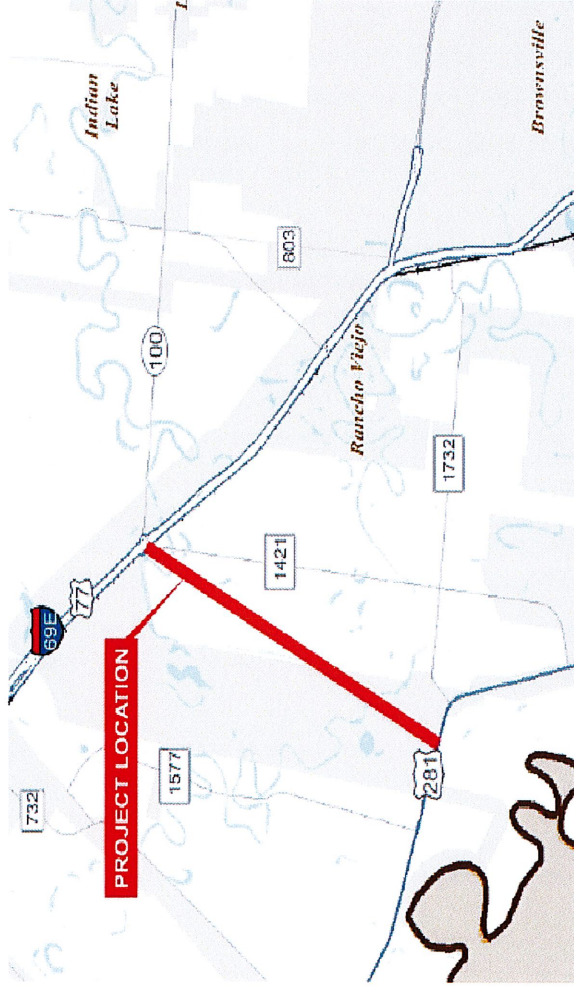 Indian
Lake
100
803
Brownsville
69E
77
Rancho Viejo
PROJECT LOCATION
1421
1732
732
1577
281